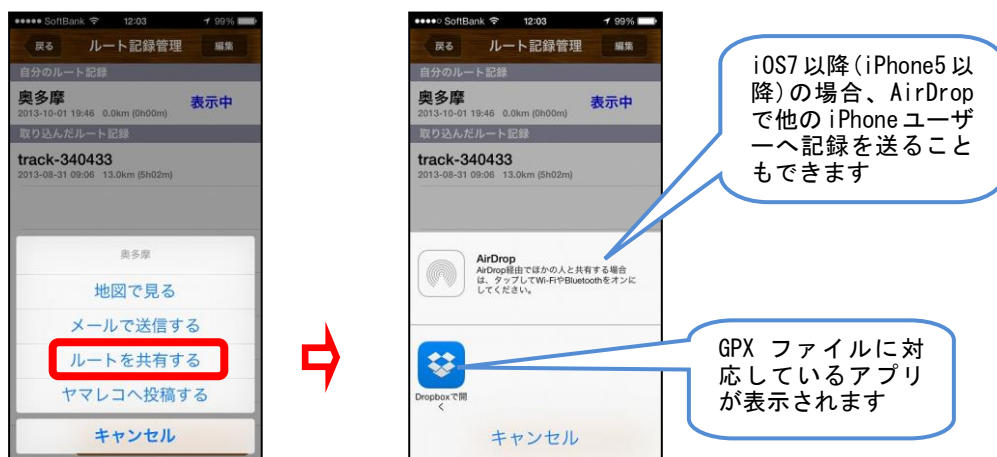 SoftBank 12:03 99%
戻る ルート記録管理 編集
自分のルート記録
奥多摩
2013-10-01 19:46 0.0km (0h00m)
表示中
取り込んだルート記録
track-340433
2013-08-31 09:06 13.0km (5h02m)
奥多摩
地図で見る
メールで送信する
ルートを共有する
ヤマレコへ投稿する
キャンセル
SoftBank 12:03 99%
戻る ルート記録管理 編集
自分のルート記録
奥多摩
2013-10-01 19:46 0.0km (0h00m)
表示中
取り込んだルート記録
track-340433
2013-08-31 09:06 13.0km (5h02m)
AirDrop
AirDrop経由でほかの人と共有する場合
は、タップしてWi-FiやBluetoothをオンに
してください。
Dropboxで開
く
キャンセル
iOS7以降(iPhone5以
降)の場合、AirDrop
で他のiPhoneユーザ
ーへ記録を送ること
もできます
GPX ファイルに対
応しているアプリ
が表示されます